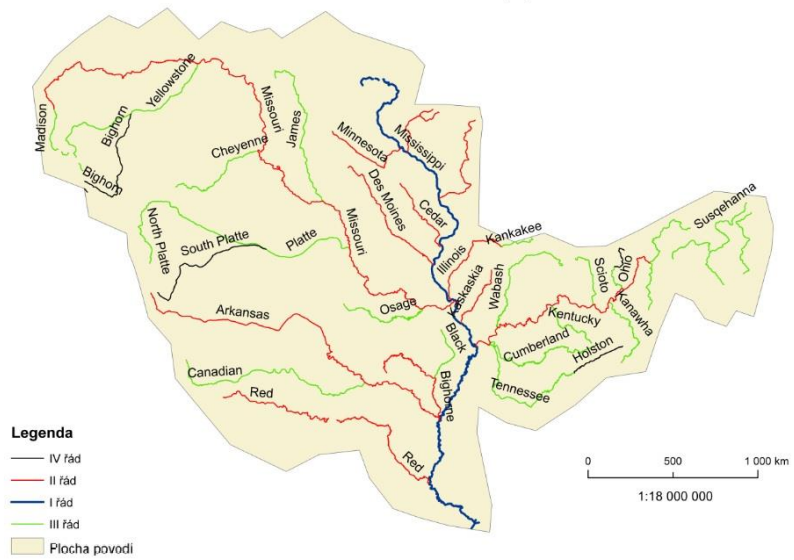 Madison
Bighorn
Yellowstone
Bighorn
Missouri
James
Cheyenne
Minnesota
Mississippi
Des Moines
Cedar
North Platte
South Platte
Platte
Missouri
Illinois
Kankakee
Kaskaskia
Wabash
Scioto
Ohio
Susqehanna
Kanawha
Arkansas
Osage
Black
Kentucky
Cumberland
Holston
Tennessee
Canadian
Red
Bighorne
Red
Legenda
IV řád
II řád
I řád
III řád
Plocha povodi
0 500 1 000 km
1:18 000 000